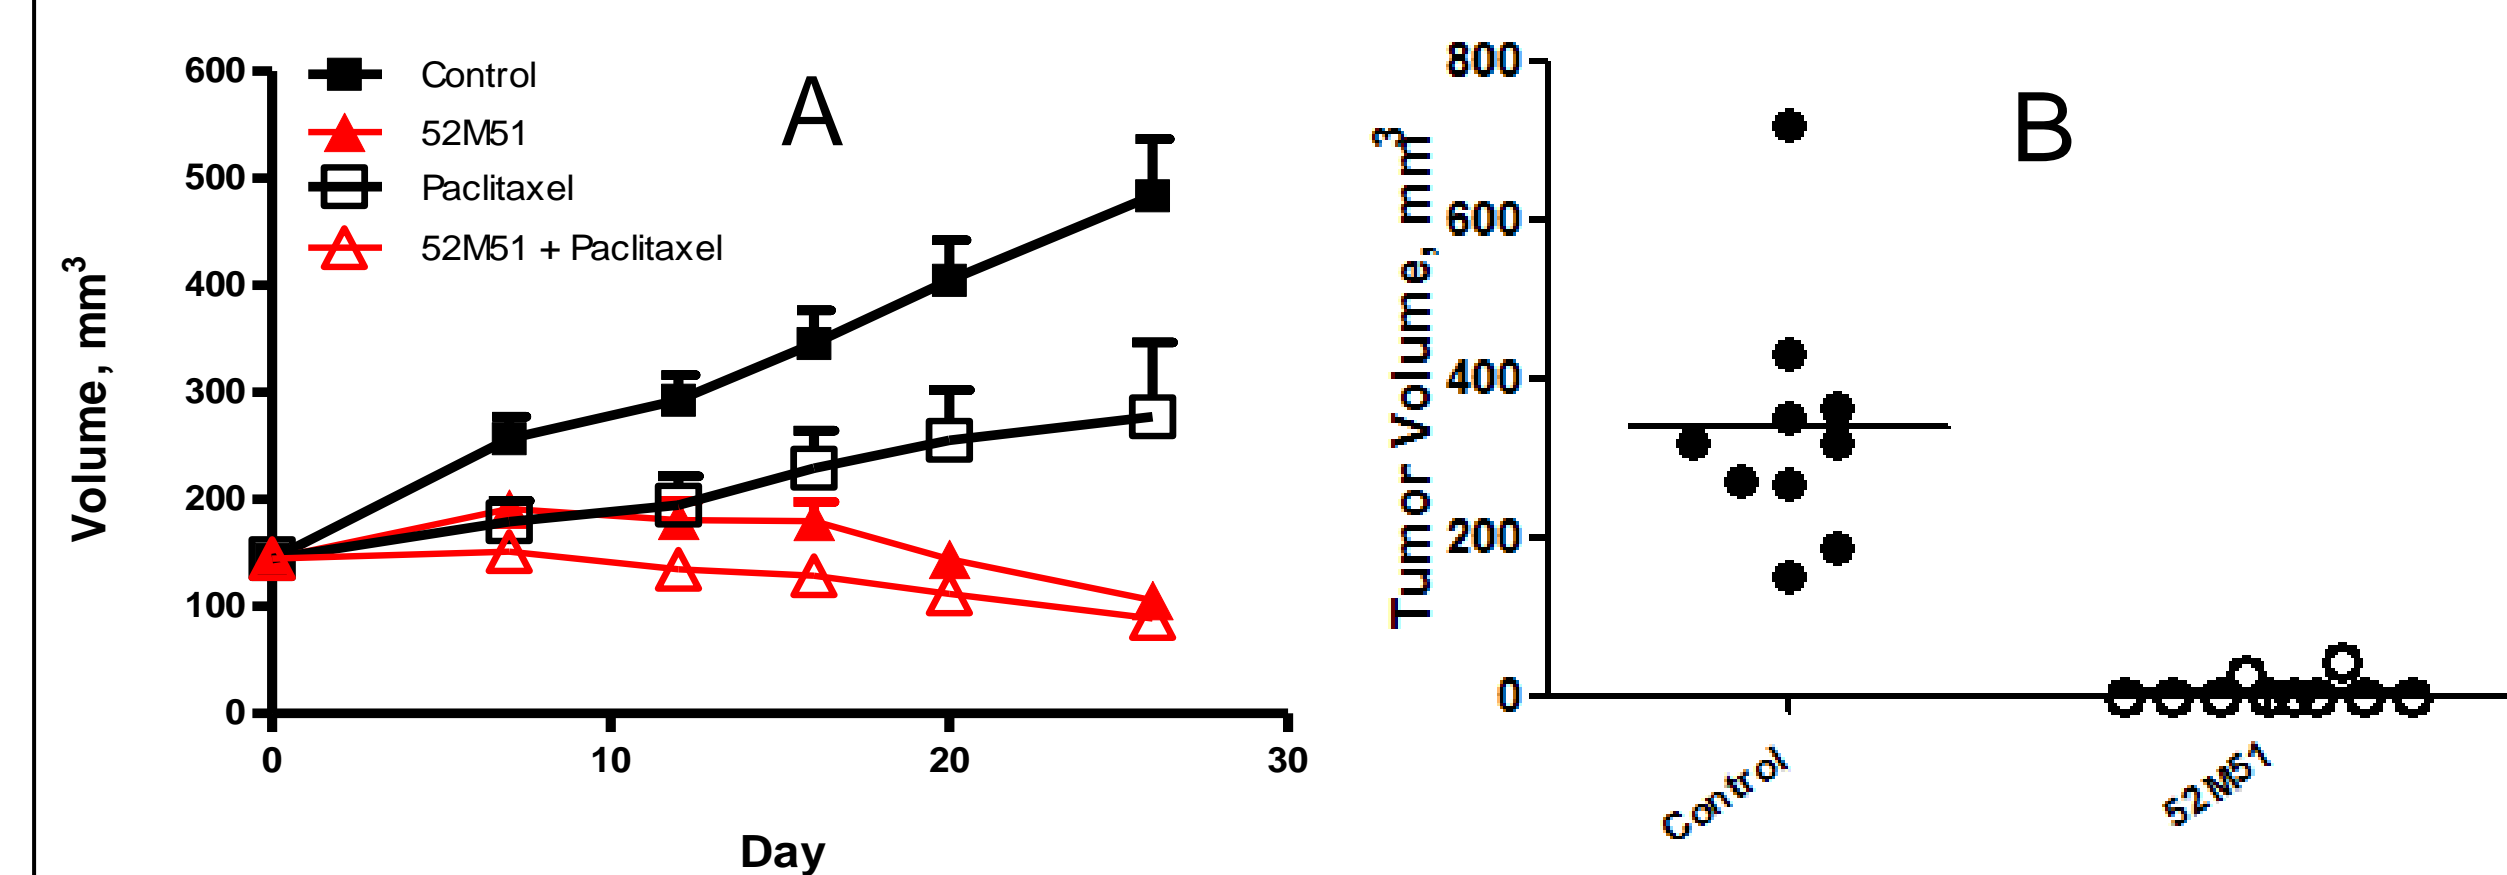 A
Control
52M51
Paclitaxel
52M51 + Paclitaxel
600
500
400
300
200
100
0
0 10 20 30
Volume, mm3
Day
B
800
600
400
200
0
Tumor Volume, mm3
Control
52M51